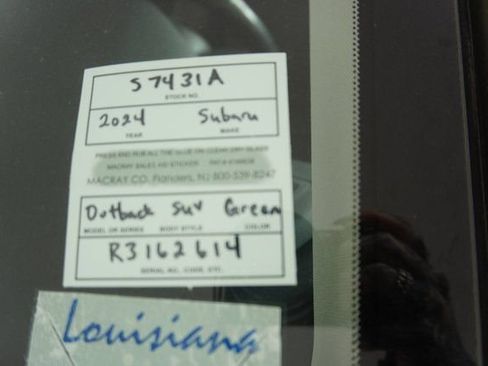 S7431A
STOCK NO.
2024 Subaru
YEAR MAKE
MACRAY CO. Flanders, NJ 800-539-8247
Outback Suv Green
MODEL OR SERIES BODY STYLE COLOR
R3162614
SERIAL NO. CODE, ETC.
Louisiana